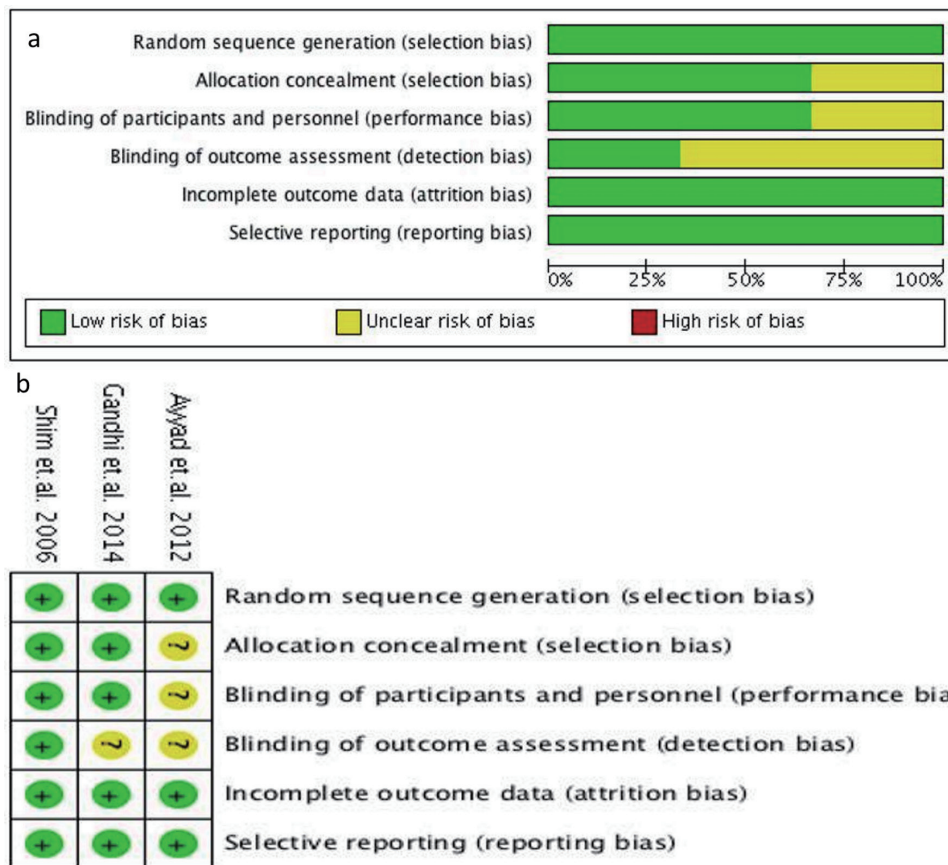 a
Random sequence generation (selection bias)
Allocation concealment (selection bias)
Blinding of participants and personnel (performance bias)
Blinding of outcome assessment (detection bias)
Incomplete outcome data (attrition bias)
Selective reporting (reporting bias)
0% 25% 50% 75% 100%
Low risk of bias Unclear risk of bias High risk of bias
b
Shim et.al. 2006
Gandhi et.al. 2014
Ayyad et.al. 2012
+ + + Random sequence generation (selection bias)
+ + ? Allocation concealment (selection bias)
+ + ? Blinding of participants and personnel (performance bia
+ ? ? Blinding of outcome assessment (detection bias)
+ + + Incomplete outcome data (attrition bias)
+ + + Selective reporting (reporting bias)